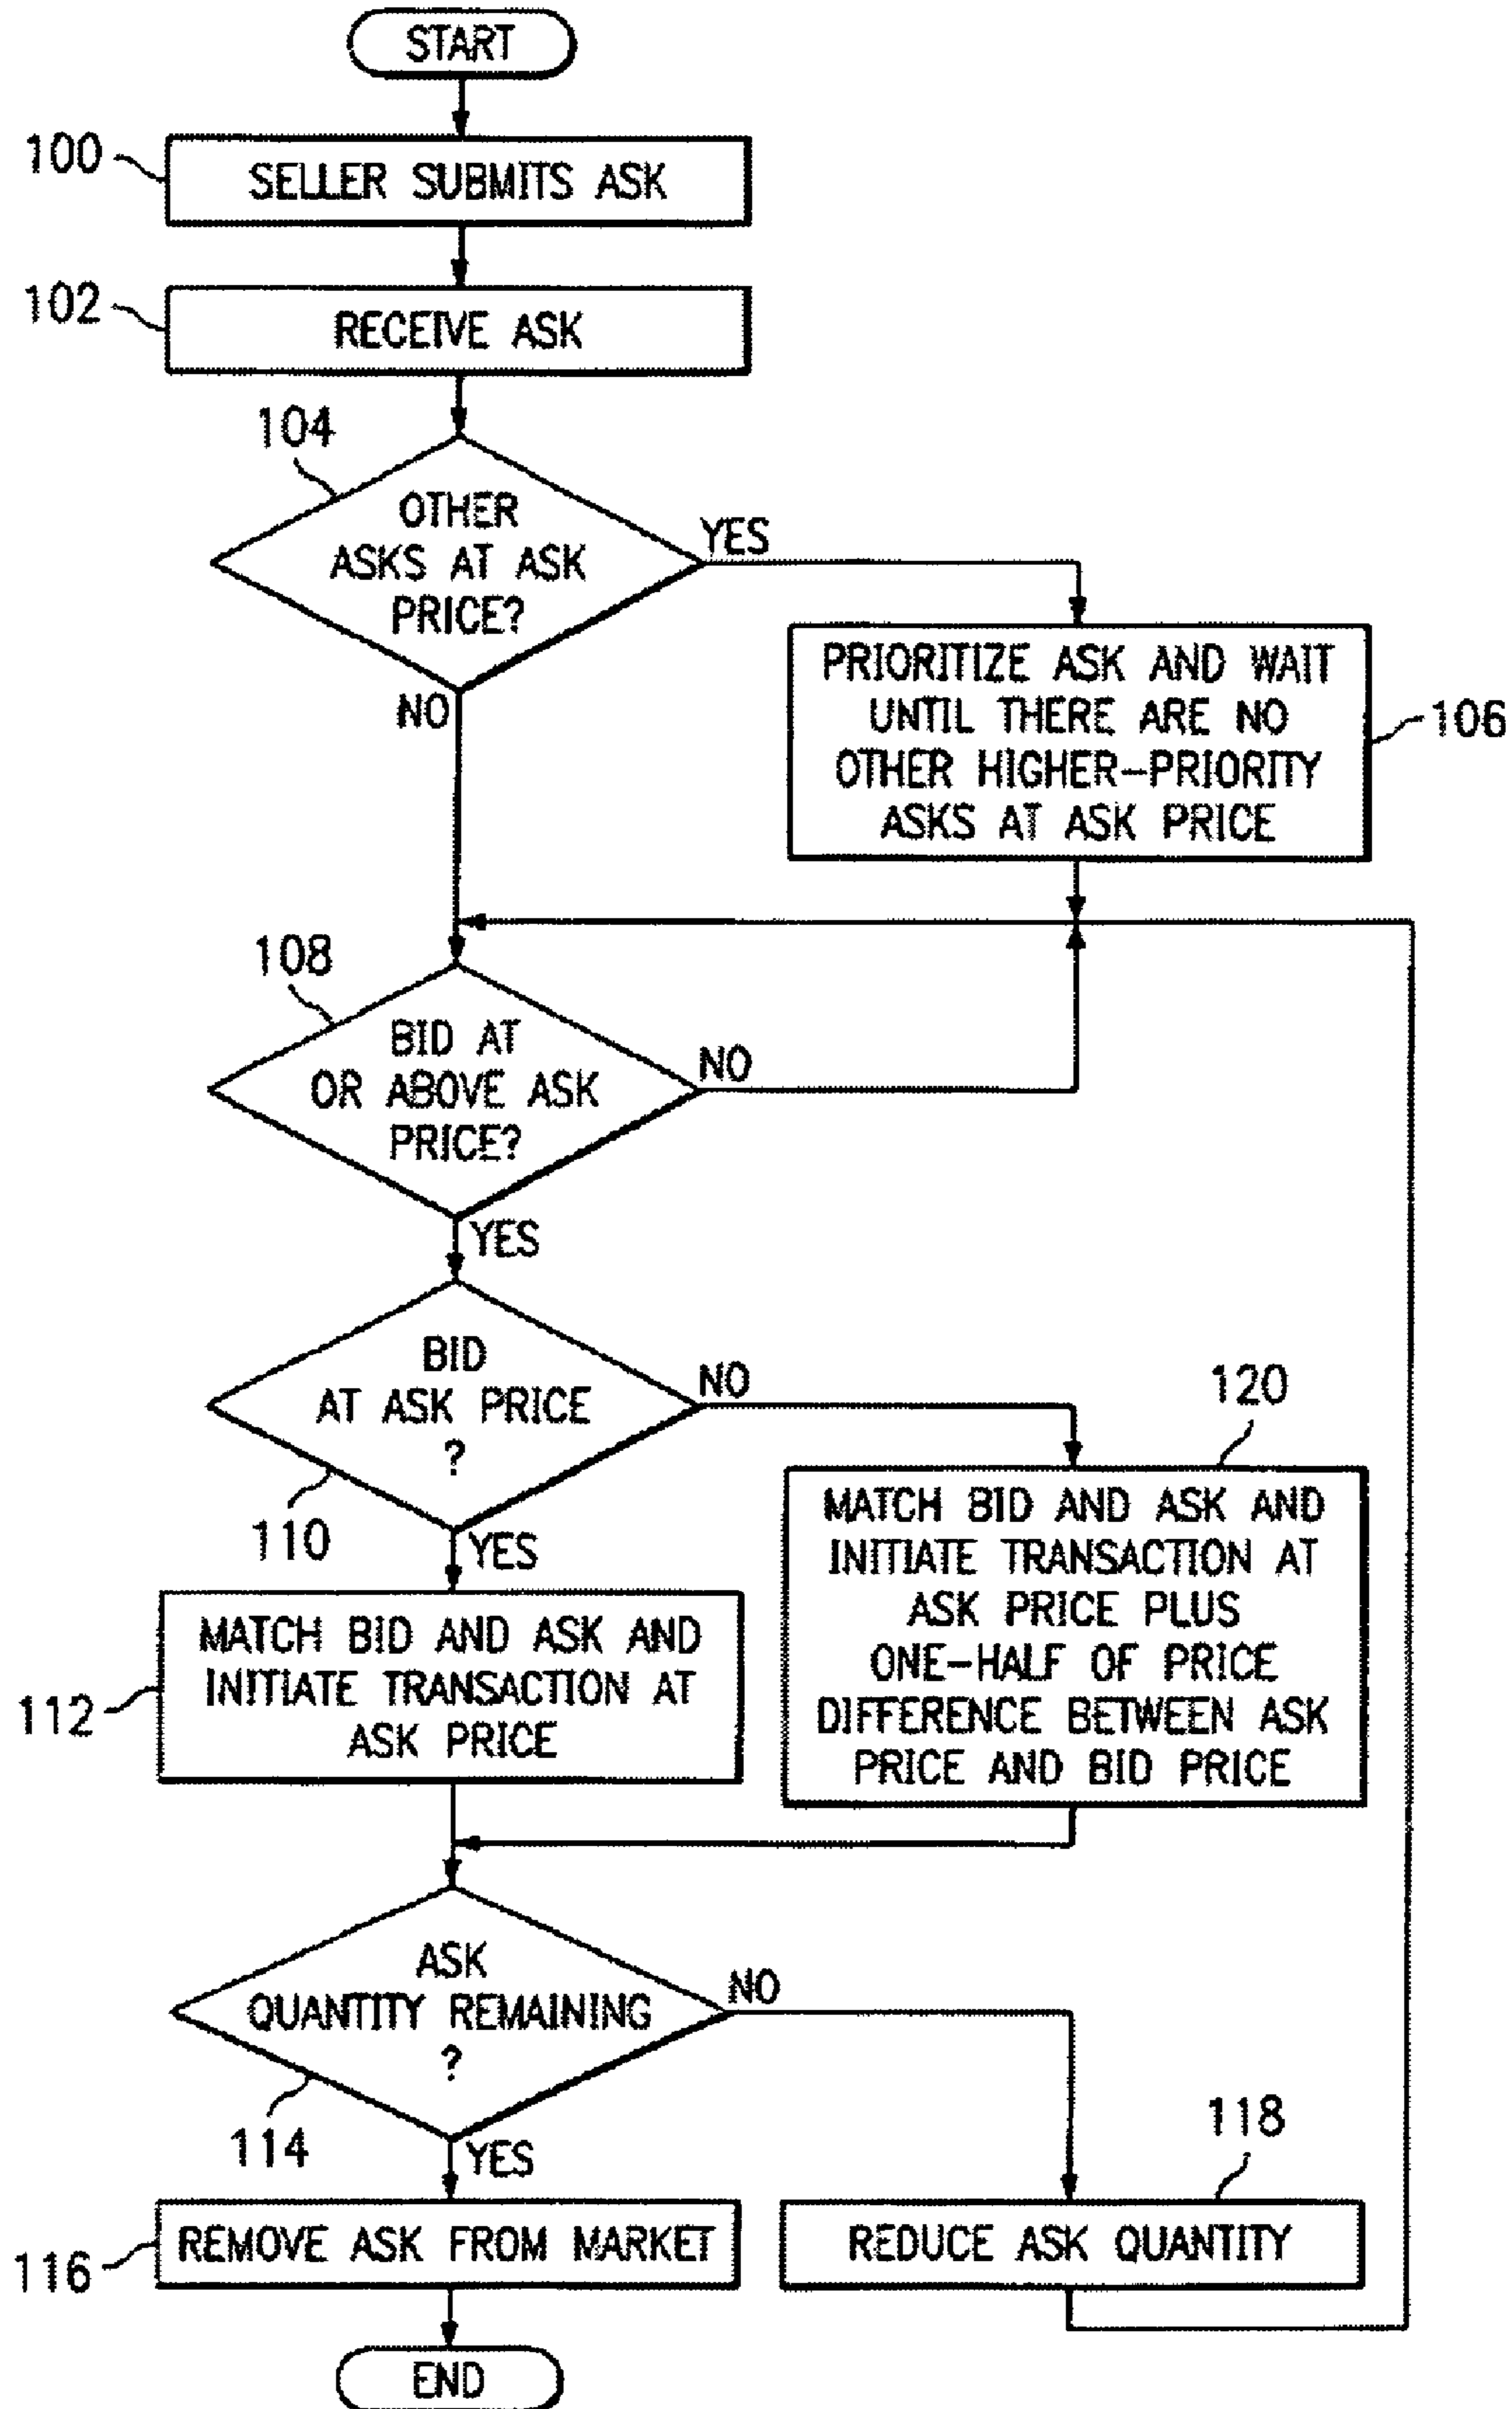 START
100
SELLER SUBMITS ASK
102
RECEIVE ASK
104
OTHER
ASKS AT ASK
PRICE?
YES
NO
PRIORITIZE ASK AND WAIT
UNTIL THERE ARE NO
OTHER HIGHER-PRIORITY
ASKS AT ASK PRICE
106
108
BID AT
OR ABOVE ASK
PRICE?
NO
YES
BID
AT ASK PRICE
?
NO
110
YES
120
MATCH BID AND ASK AND
INITIATE TRANSACTION AT
ASK PRICE PLUS
ONE-HALF OF PRICE
DIFFERENCE BETWEEN ASK
PRICE AND BID PRICE
112
MATCH BID AND ASK AND
INITIATE TRANSACTION AT
ASK PRICE
ASK
QUANTITY REMAINING
?
NO
114
YES
118
116
REMOVE ASK FROM MARKET
REDUCE ASK QUANTITY
END